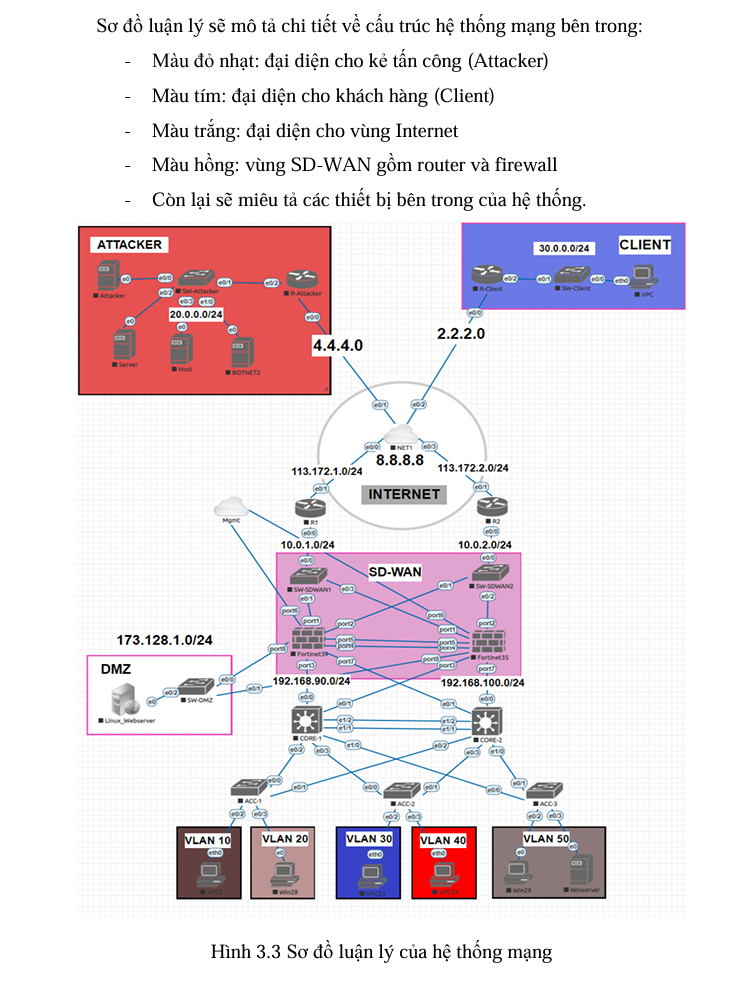 Sơ đồ luận lý sẽ mô tả chi tiết về cấu trúc hệ thống mạng bên trong:
- Màu đỏ nhạt: đại diện cho kẻ tấn công (Attacker)
- Màu tím: đại diện cho khách hàng (Client)
- Màu trắng: đại diện cho vùng Internet
- Màu hồng: vùng SD-WAN gồm router và firewall
- Còn lại sẽ miêu tả các thiết bị bên trong của hệ thống.
ATTACKER
30.0.0.0/24 CLIENT
e0 e0/0 e0/1 e0/2
Attacker SW-Attacker R-Attacker
e0/2 e0/1 e0/0 eth0
R-Client SW-Client VPC
e0/2 e0/3 e1/0
20.0.0.0/24
e0/0 e0/0
e0 e0 e0
Server Host BOTNET2
4.4.4.0 2.2.2.0
e0/1 e0/2
e0/0 NET1 e0/3
8.8.8.8
113.172.1.0/24 113.172.2.0/24
e0/1 INTERNET e0/1
Mgmt R1 R2
e0/0 e0/0
10.0.1.0/24 10.0.2.0/24
e0/0 SD-WAN e0/0
SW-SDWAN1 e0/3 e0/1 SW-SDWAN2
e0/1 e0/2
port6 port1 port2 port1 port2
173.128.1.0/24
port8 port5 port5
port4 port4
Fortinet34 Fortinet35
port3 port7 port8 port3 port7
DMZ
192.168.90.0/24 192.168.100.0/24
e0/0 e0/2 e0/1 e0
Linux_Webserver SW-DMZ
e0/0 e0/0
e0/1 e0/1
e1/2 e1/2
e1/1 e1/1
CORE-1 CORE-2
e0/2 e0/3 e1/0 e0/2 e0/3 e1/0
e0/0 e0/1 e0/0 e0/1 e0/0 e0/1
ACC-1 ACC-2 ACC-3
e0/2 e0/3 e0/2 e0/3 e0/2 e0/3
VLAN 10 VLAN 20 VLAN 30 VLAN 40 VLAN 50
eth0 e0 eth0 eth0 e0 e0
Win28 Win29 Winserver
Hình 3.3 Sơ đồ luận lý của hệ thống mạng